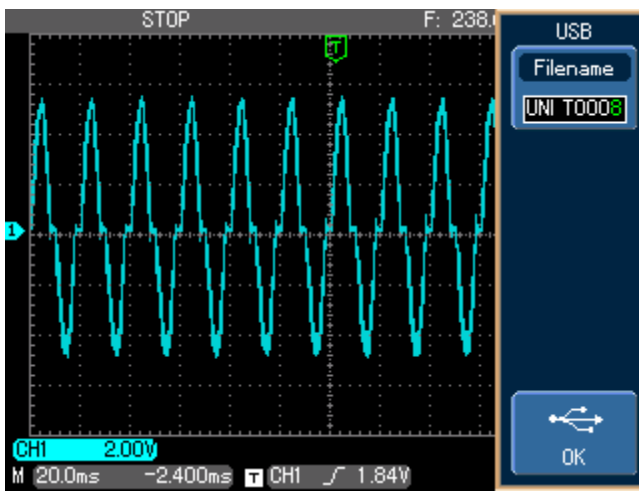 STOP F: 238.
USB
Filename
UNI T0008
T
1
CH1 2.00V
M 20.0ms -2.400ms T CH1 1.84V
OK